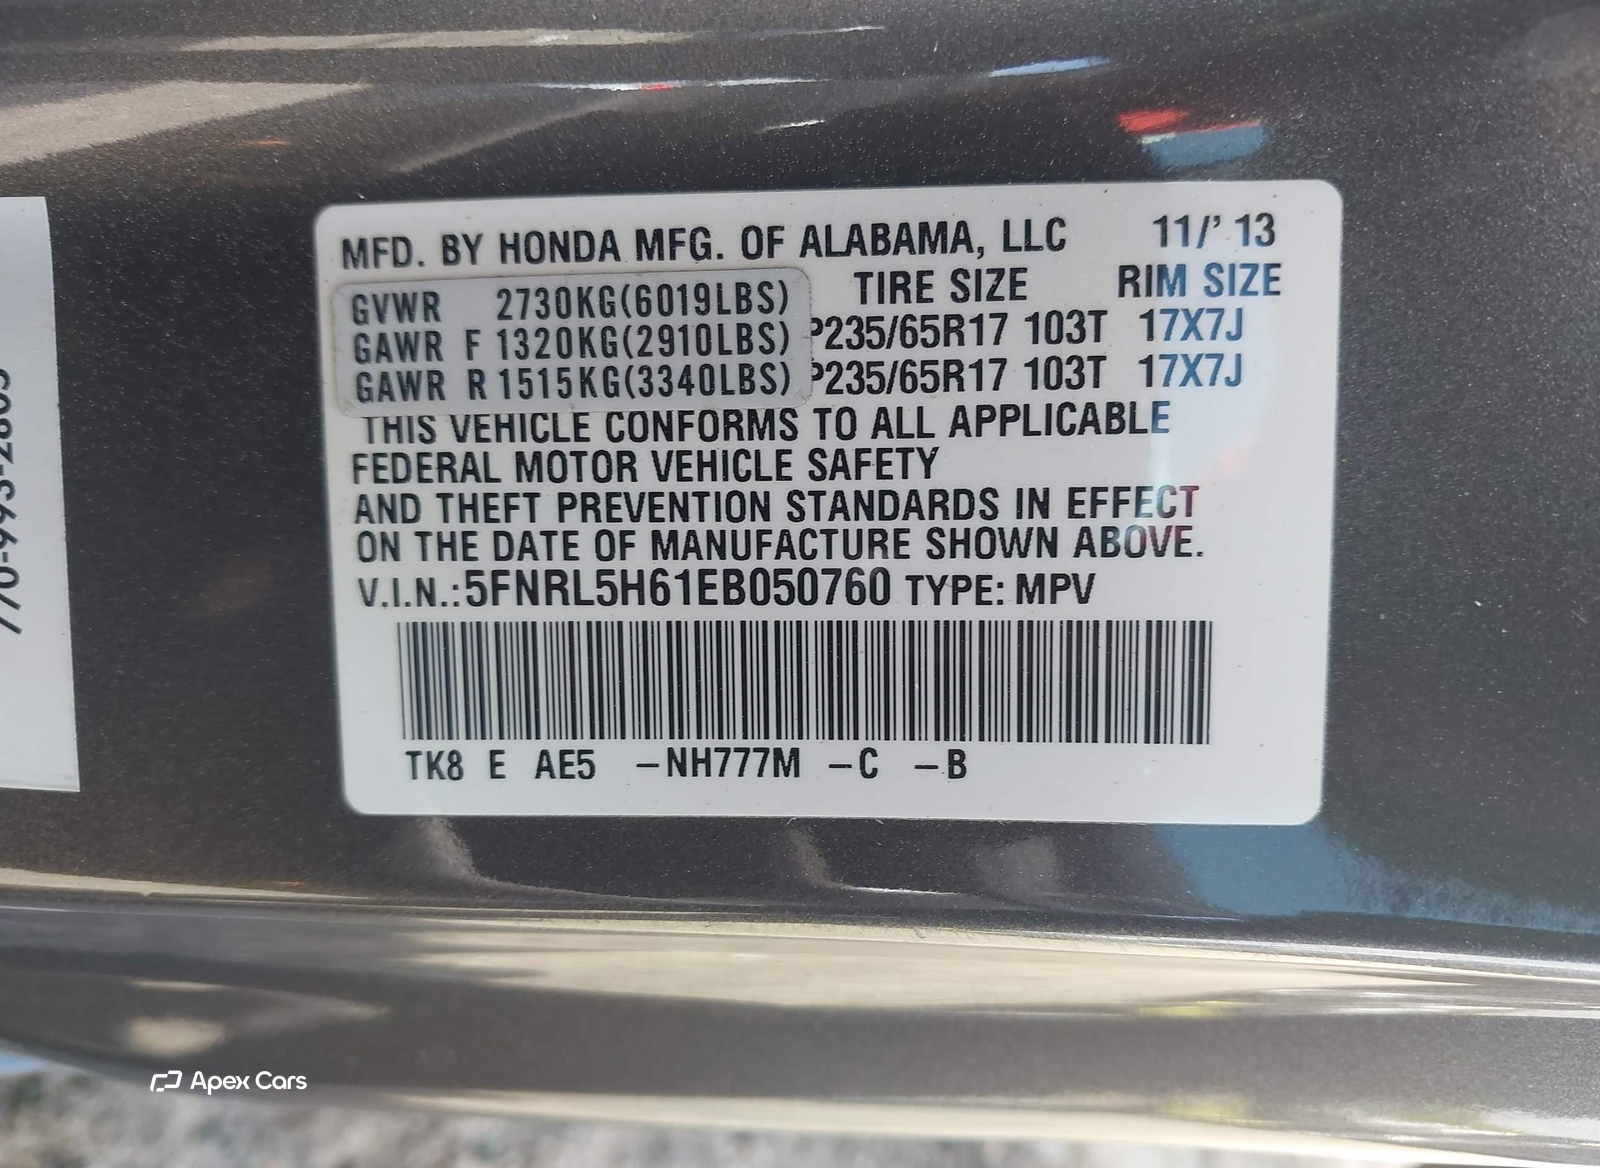 MFD. BY HONDA MFG. OF ALABAMA, LLC 11/' 13
TIRE SIZE RIM SIZE
GVWR 2730KG(6019LBS)
GAWR F 1320KG(2910LBS) P235/65R17 103T 17X7J
GAWR R 1515KG(3340LBS) P235/65R17 103T 17X7J
THIS VEHICLE CONFORMS TO ALL APPLICABLE
FEDERAL MOTOR VEHICLE SAFETY
AND THEFT PREVENTION STANDARDS IN EFFECT
ON THE DATE OF MANUFACTURE SHOWN ABOVE.
V.I.N.:5FNRL5H61EB050760 TYPE: MPV
TK8 E AE5 –NH777M –C –B
Apex Cars